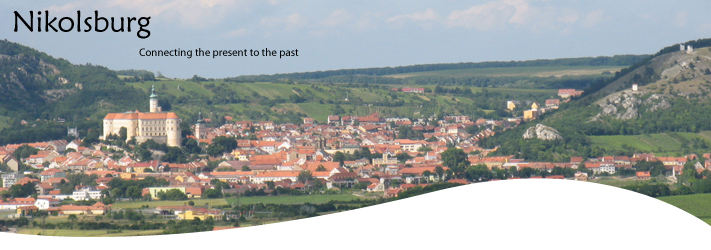 Nikolsburg
Connecting the present to the past